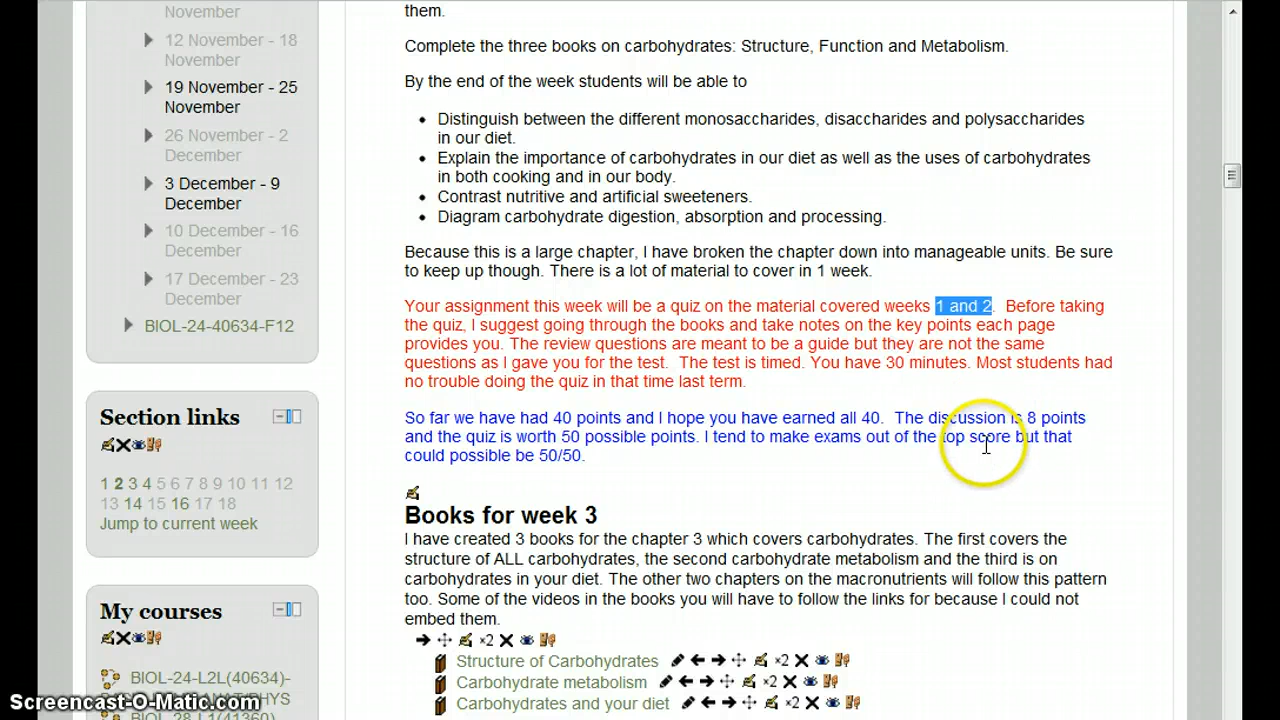 November
12 November - 18
November
19 November - 25
November
26 November - 2
December
3 December - 9
December
10 December - 16
December
17 December - 23
December
BIOL-24-40634-F12
Section links
1 2 3 4 5 6 7 8 9 10 11 12
13 14 15 16 17 18
Jump to current week
My courses
BIOL-24-L2L(40634)-
PHYS
BIOL-28-L1(41360)
Screencast-O-Matic.com
them.
Complete the three books on carbohydrates: Structure, Function and Metabolism.
By the end of the week students will be able to
• Distinguish between the different monosaccharides, disaccharides and polysaccharides
in our diet.
• Explain the importance of carbohydrates in our diet as well as the uses of carbohydrates
in both cooking and in our body.
• Contrast nutritive and artificial sweeteners.
• Diagram carbohydrate digestion, absorption and processing.
Because this is a large chapter, I have broken the chapter down into manageable units. Be sure
to keep up though. There is a lot of material to cover in 1 week.
Your assignment this week will be a quiz on the material covered weeks 1 and 2. Before taking
the quiz, I suggest going through the books and take notes on the key points each page
provides you. The review questions are meant to be a guide but they are not the same
questions as I gave you for the test. The test is timed. You have 30 minutes. Most students had
no trouble doing the quiz in that time last term.
So far we have had 40 points and I hope you have earned all 40. The discussion is 8 points
and the quiz is worth 50 possible points. I tend to make exams out of the top score but that
could possible be 50/50.
Books for week 3
I have created 3 books for the chapter 3 which covers carbohydrates. The first covers the
structure of ALL carbohydrates, the second carbohydrate metabolism and the third is on
carbohydrates in your diet. The other two chapters on the macronutrients will follow this pattern
too. Some of the videos in the books you will have to follow the links for because I could not
embed them.
×2
Structure of Carbohydrates ×2
Carbohydrate metabolism ×2
Carbohydrates and your diet ×2